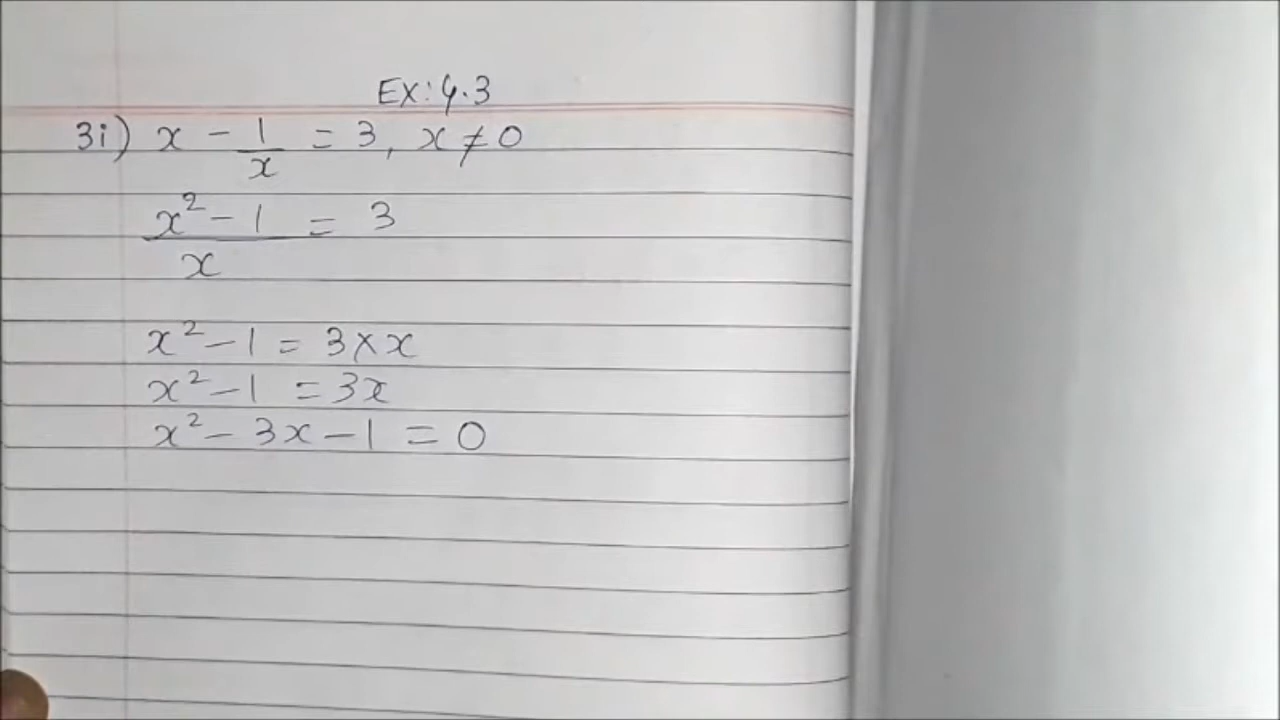 Ex: 4.3
3i) x - 1/x = 3, x ≠ 0
x² - 1 / x = 3
x² - 1 = 3 × x
x² - 1 = 3x
x² - 3x - 1 = 0